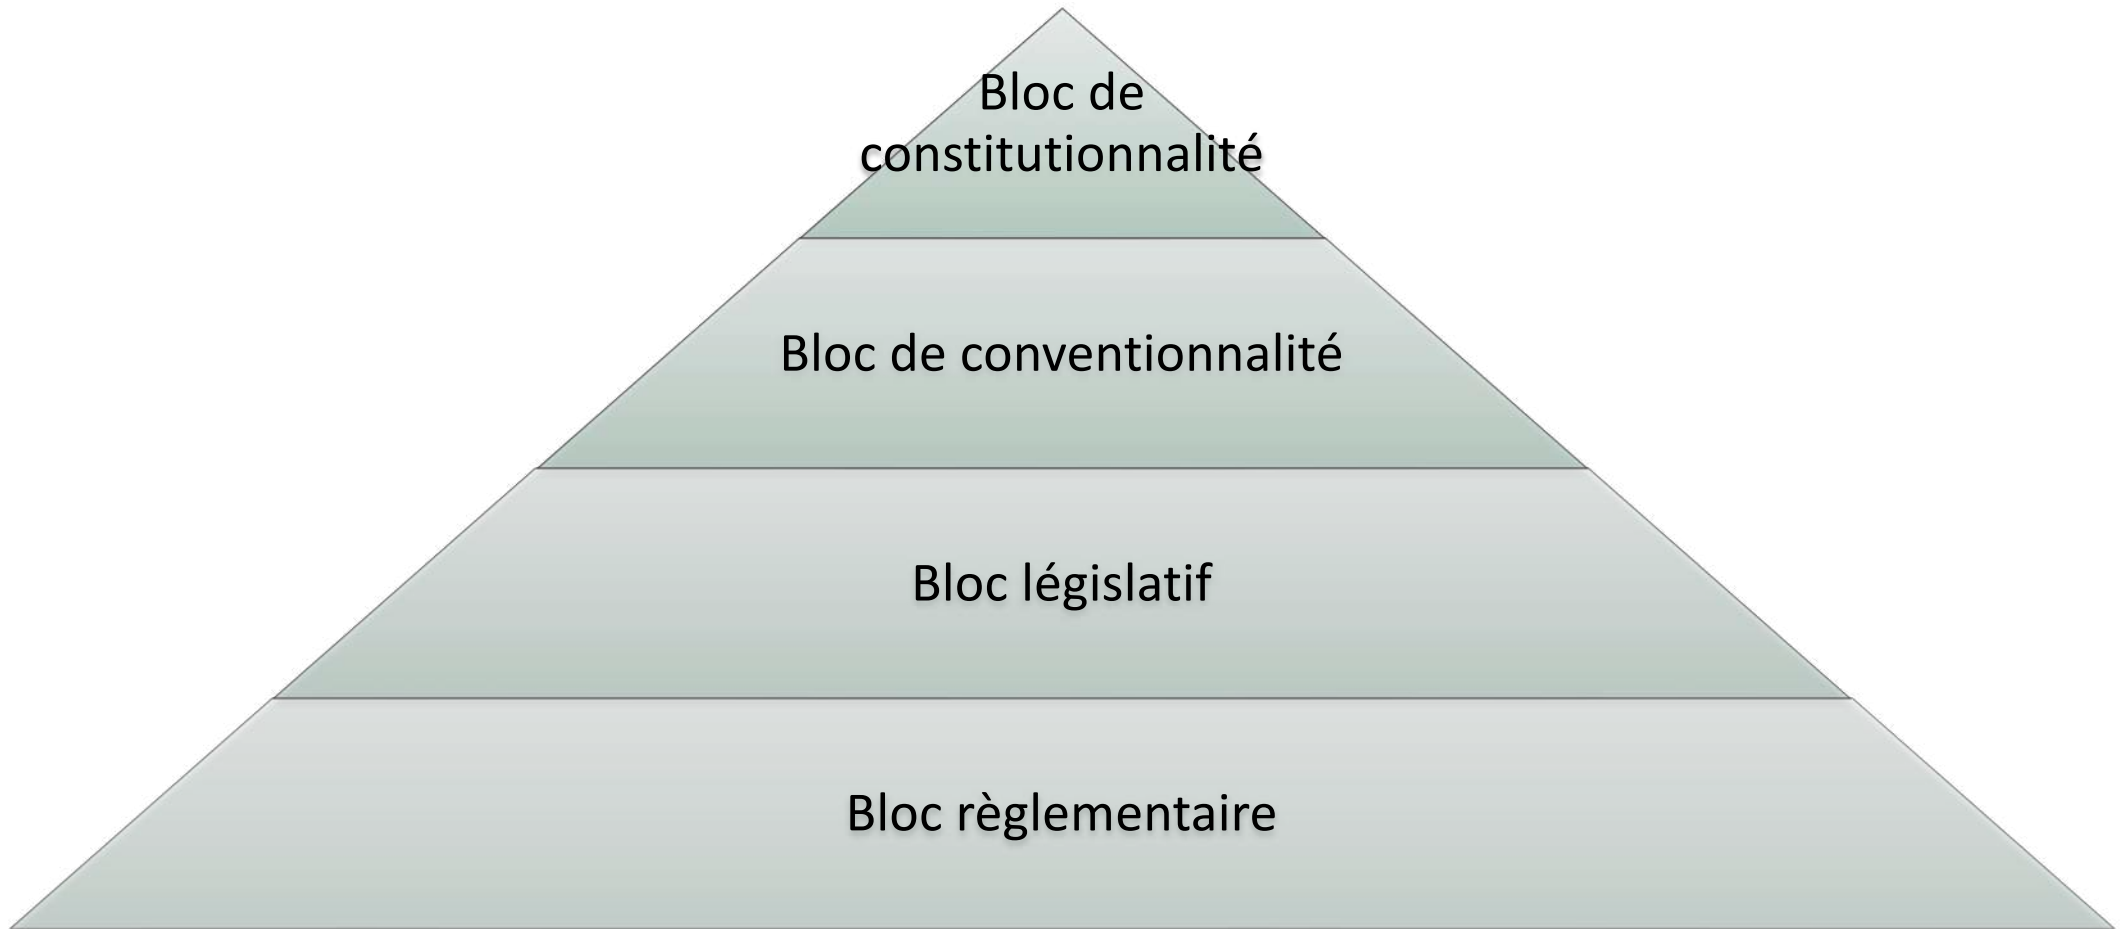 Bloc de
constitutionnalité
Bloc de conventionnalité
Bloc législatif
Bloc règlementaire